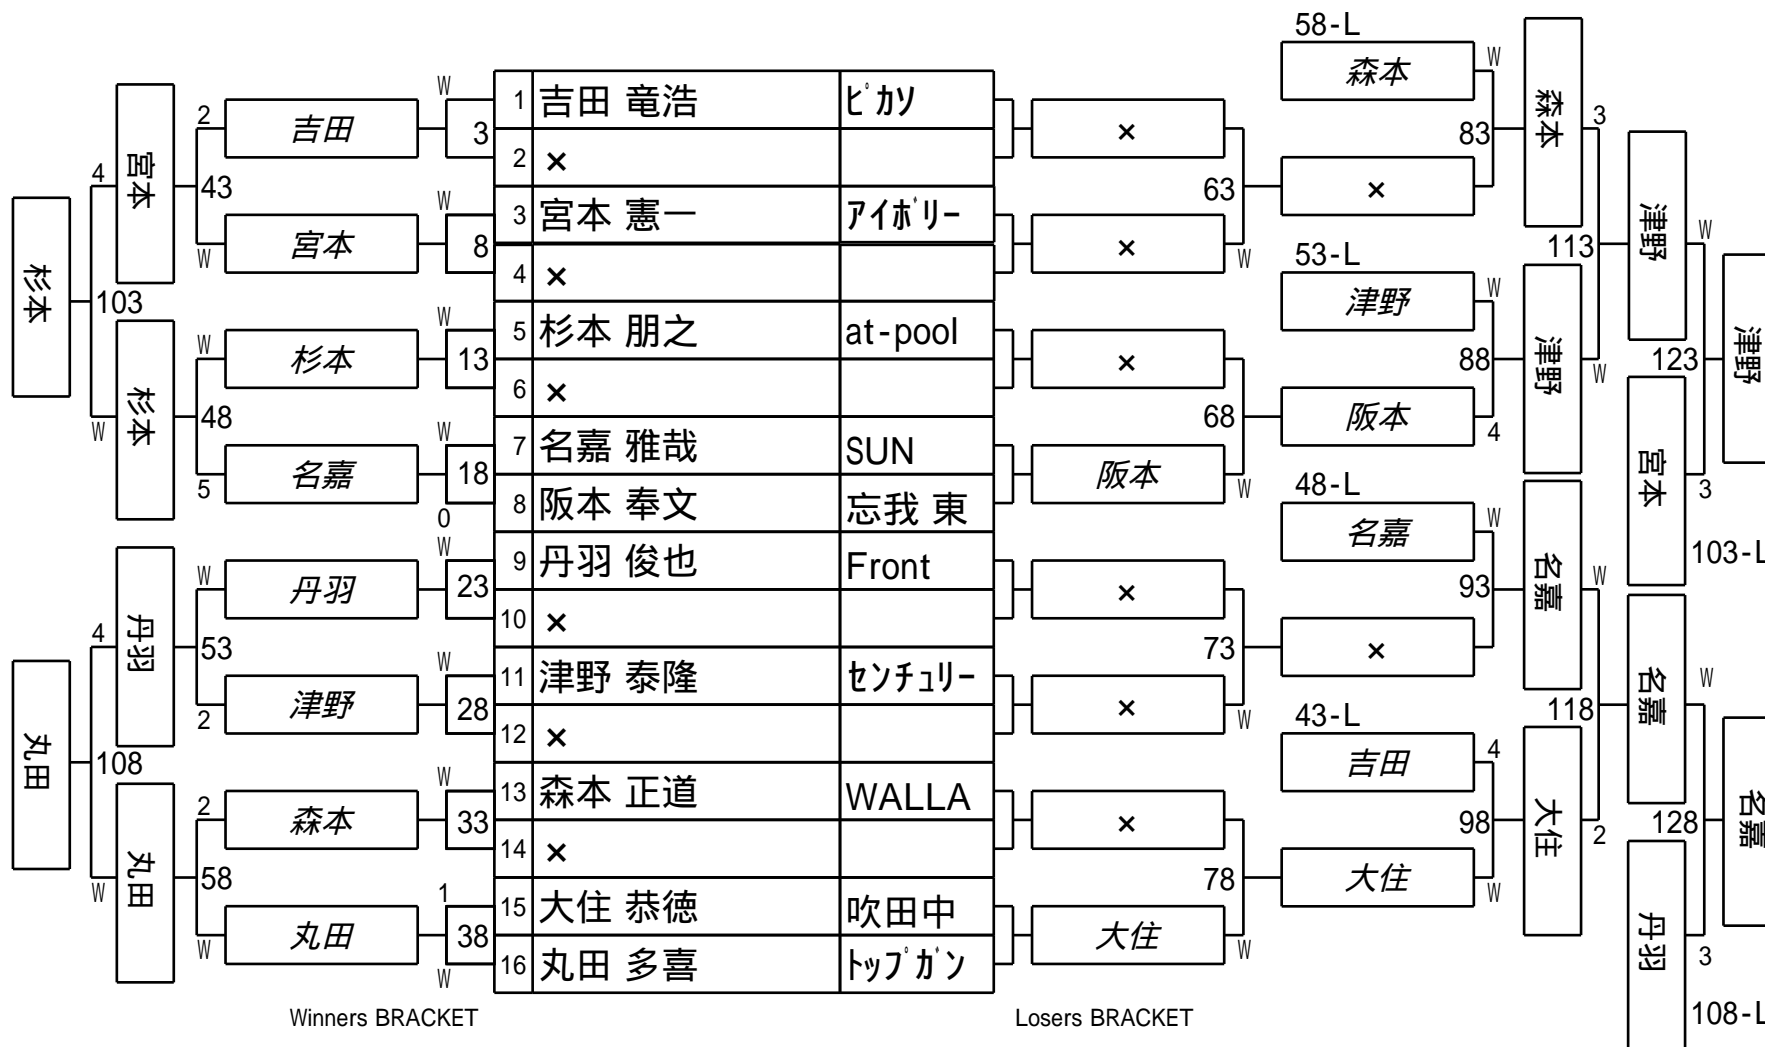 58-L
森本
W
1 吉田 竜浩 ピカソ
2 ×
3 宮本 憲一 アイボリー
4 ×
5 杉本 朋之 at-pool
6 ×
7 名嘉 雅哉 SUN
8 阪本 奉文 忘我 東
9 丹羽 俊也 Front
10 ×
11 津野 泰隆 センチュリー
12 ×
13 森本 正道 WALLA
14 ×
15 大住 恭徳 吹田中
16 丸田 多喜 トップガン
W
3
W
8
W
13
W
18
0
W
23
W
28
W
33
1
38
W
2
吉田
43
宮本
W
W
杉本
48
名嘉
5
W
丹羽
53
津野
2
2
森本
58
丸田
W
4
宮本
103
杉本
W
4
丹羽
108
丸田
W
杉本
丸田
×
63
×
W
×
68
阪本
W
×
73
×
W
×
78
大住
W
83
×
53-L
津野
W
88
阪本
4
48-L
名嘉
W
93
×
43-L
吉田
4
98
大住
W
森本
3
113
津野
W
名嘉
W
118
大住
2
津野
W
123
宮本
3
103-L
名嘉
W
128
丹羽
3
108-L
津野
名嘉
Winners BRACKET
Losers BRACKET